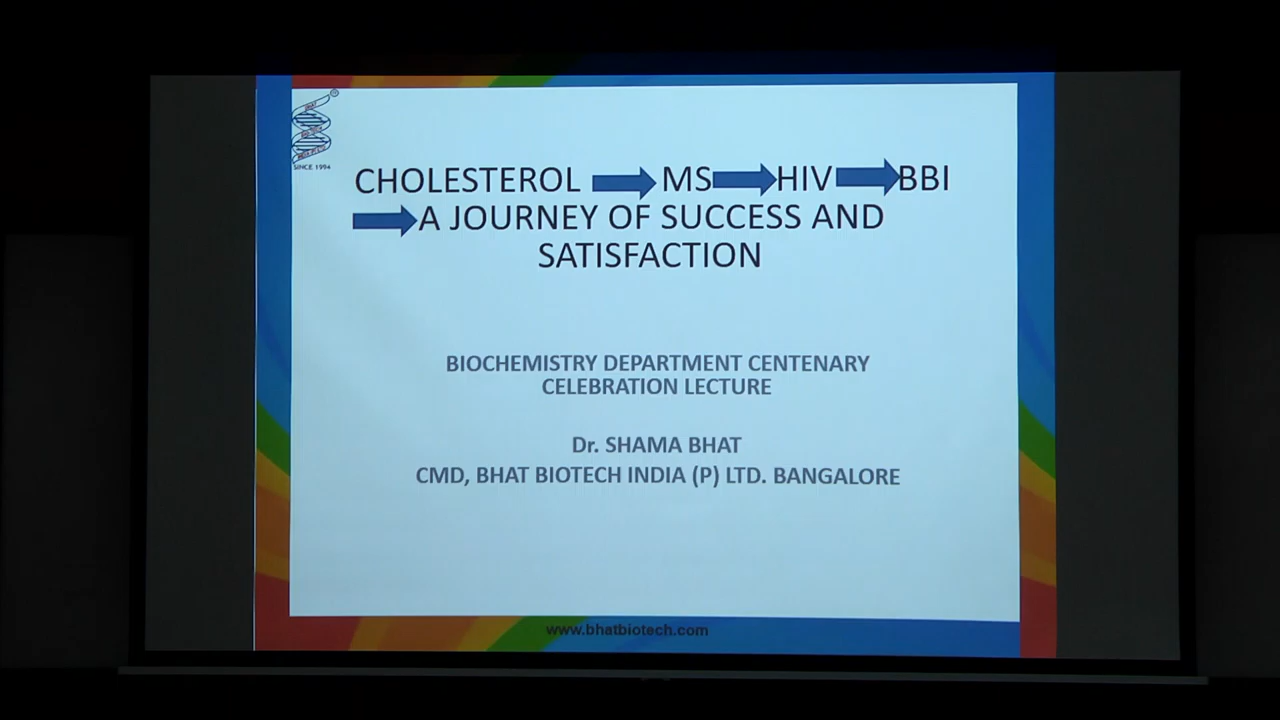 BHAT
SINCE 1994
CHOLESTEROL ➡ MS ➡ HIV ➡ BBI
➡ A JOURNEY OF SUCCESS AND
SATISFACTION
BIOCHEMISTRY DEPARTMENT CENTENARY
CELEBRATION LECTURE
Dr. SHAMA BHAT
CMD, BHAT BIOTECH INDIA (P) LTD. BANGALORE
www.bhatbiotech.com